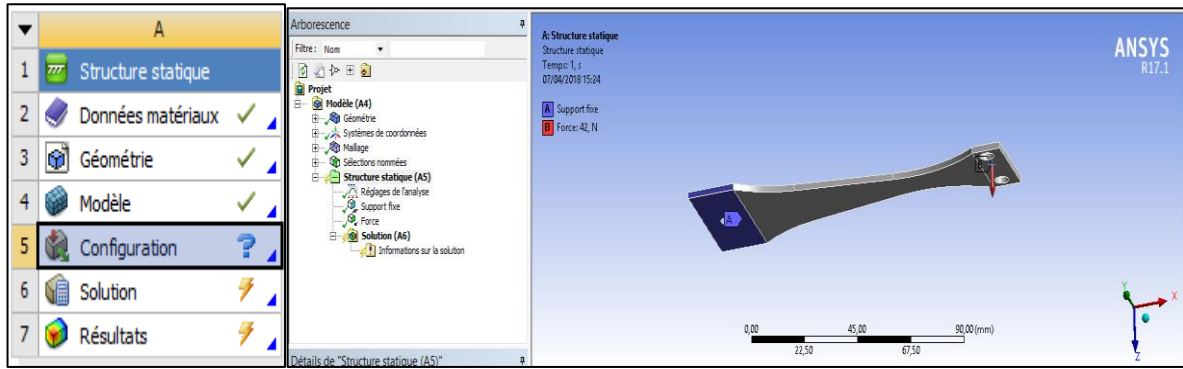 A
1 Structure statique
2 Données matériaux
3 Géométrie
4 Modèle
5 Configuration ?
6 Solution
7 Résultats
Arborescence
Filtre: Nom
Projet
Modèle (A4)
Géométrie
Systèmes de coordonnées
Maillage
Sélections nommées
Structure statique (A5)
Réglages de l'analyse
Support fixe
Force
Solution (A6)
Informations sur la solution
Détails de "Structure statique (A5)"
A: Structure statique
Structure statique
Temps: 1, s
07/04/2018 15:24
A Support fixe
B Force: 42, N
ANSYS
R17.1
A
0,00 45,00 90,00 (mm)
22,50 67,50
Y
X
Z